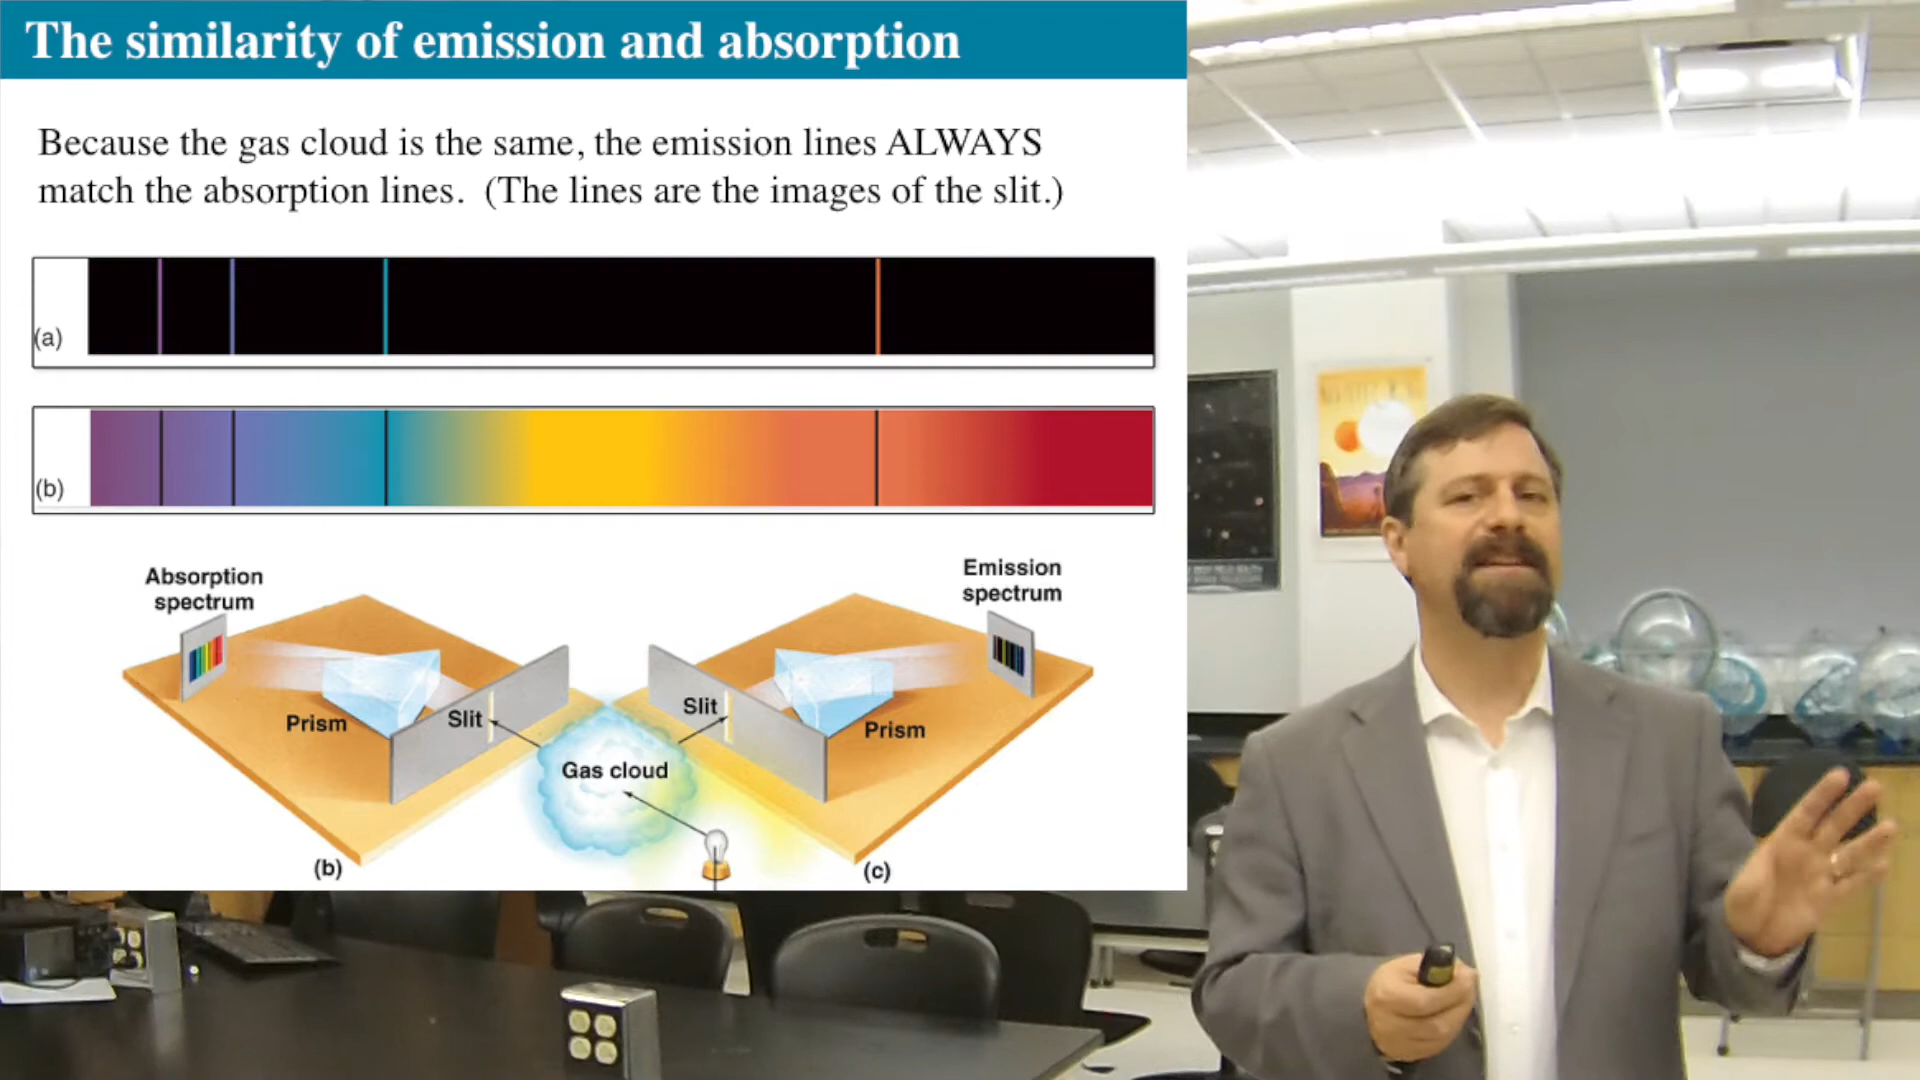 The similarity of emission and absorption
Because the gas cloud is the same, the emission lines ALWAYS
match the absorption lines. (The lines are the images of the slit.)
(a)
(b)
Absorption
spectrum
Emission
spectrum
Prism
Slit
Slit
Prism
Gas cloud
(b)
(c)